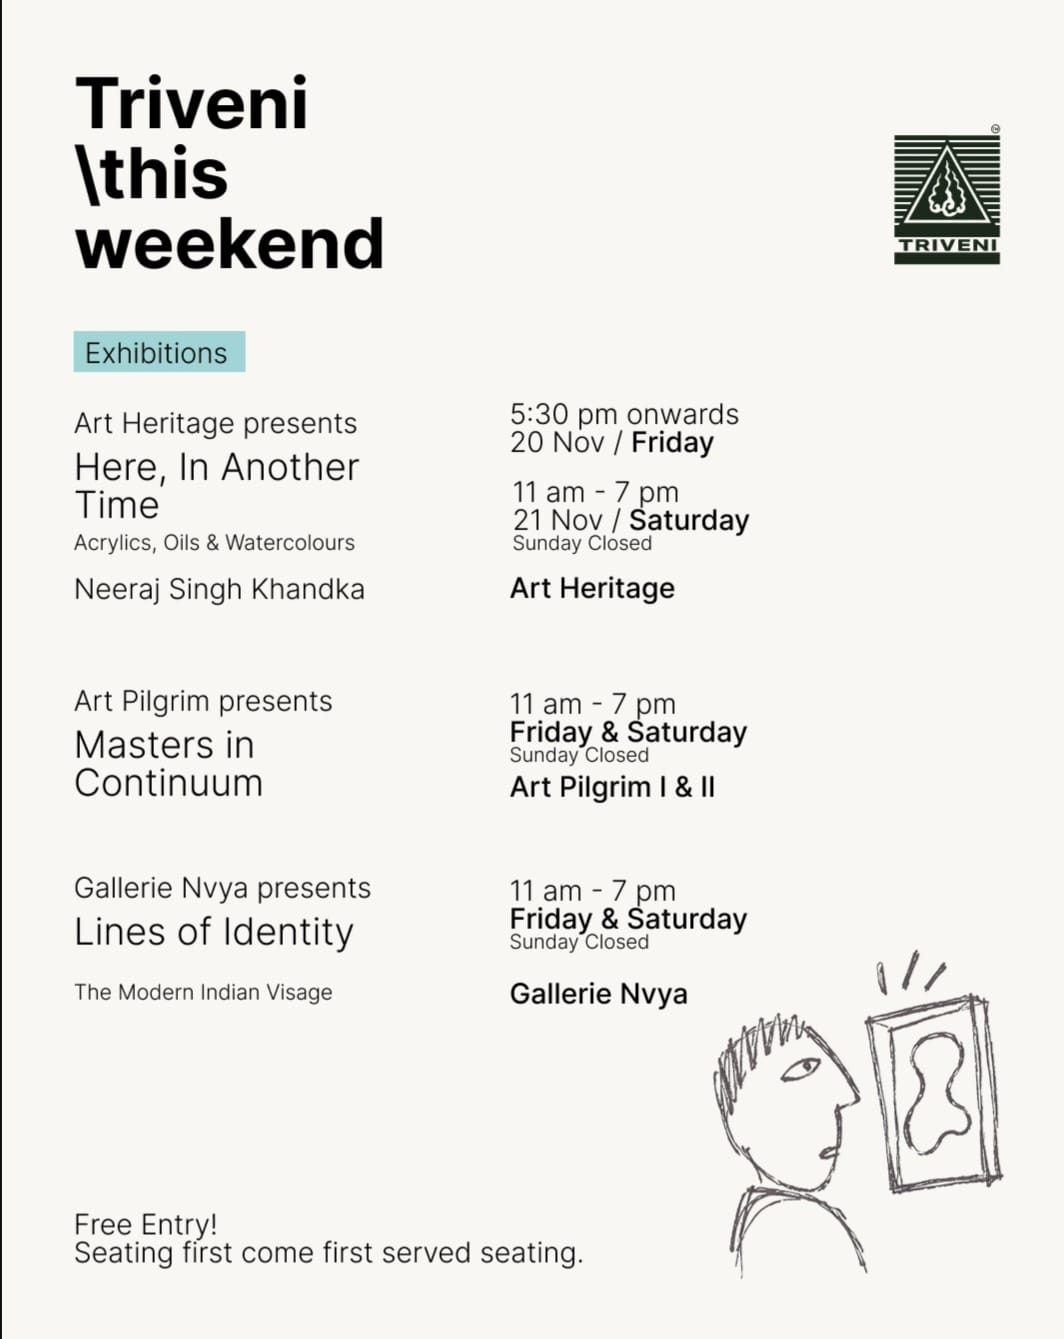 Triveni
\this
weekend
®
TRIVENI
Exhibitions
Art Heritage presents
Here, In Another
Time
Acrylics, Oils & Watercolours
Neeraj Singh Khandka
5:30 pm onwards
20 Nov / Friday
11 am - 7 pm
21 Nov / Saturday
Sunday Closed
Art Heritage
Art Pilgrim presents
Masters in
Continuum
11 am - 7 pm
Friday & Saturday
Sunday Closed
Art Pilgrim I & II
Gallerie Nvya presents
Lines of Identity
The Modern Indian Visage
11 am - 7 pm
Friday & Saturday
Sunday Closed
Gallerie Nvya
Free Entry!
Seating first come first served seating.